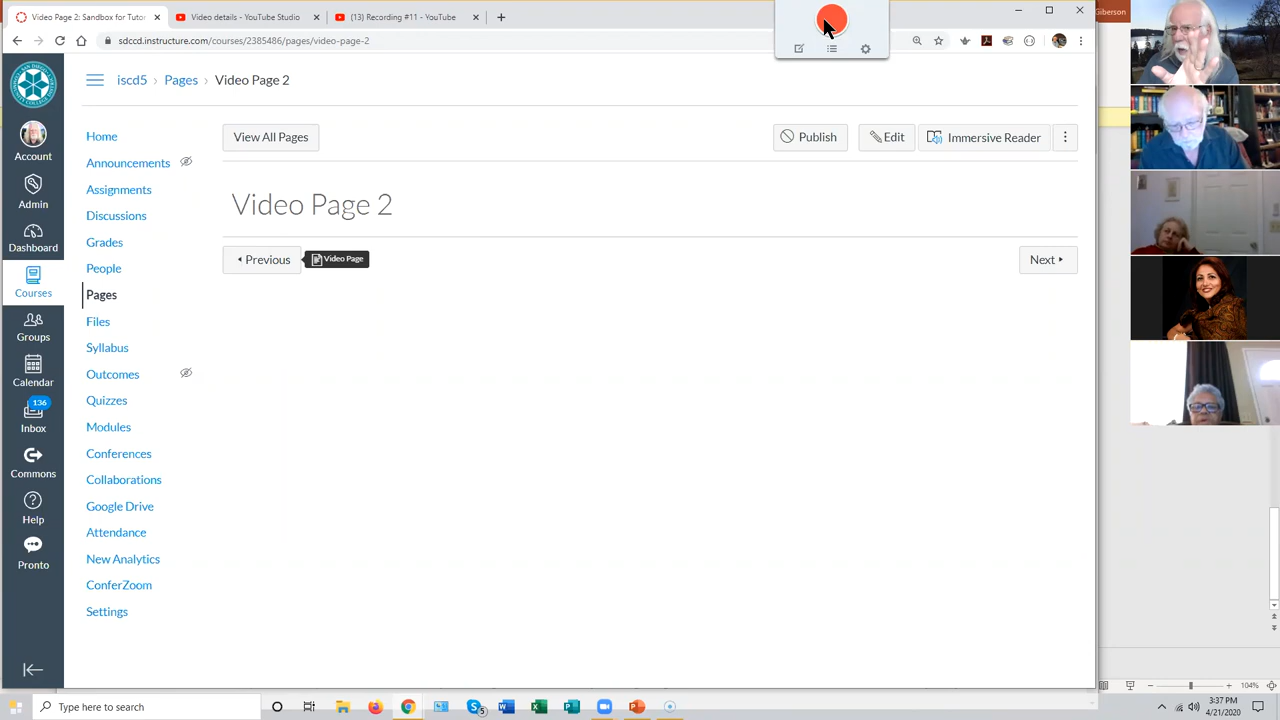 Video Page 2: Sandbox for Tutor
Video details - YouTube Studio
(13) Recording #11 - YouTube
Giberson
sdccd.instructure.com/courses/2385486/pages/video-page-2
iscd5 › Pages › Video Page 2
Account
Admin
Dashboard
Courses
Groups
Calendar
136
Inbox
Commons
Help
Pronto
Home
Announcements
Assignments
Discussions
Grades
People
Pages
Files
Syllabus
Outcomes
Quizzes
Modules
Conferences
Collaborations
Google Drive
Attendance
New Analytics
ConferZoom
Settings
View All Pages
Publish
Edit
Immersive Reader
Video Page 2
Previous
Video Page
Next
104%
Type here to search
5
3:37 PM
4/21/2020